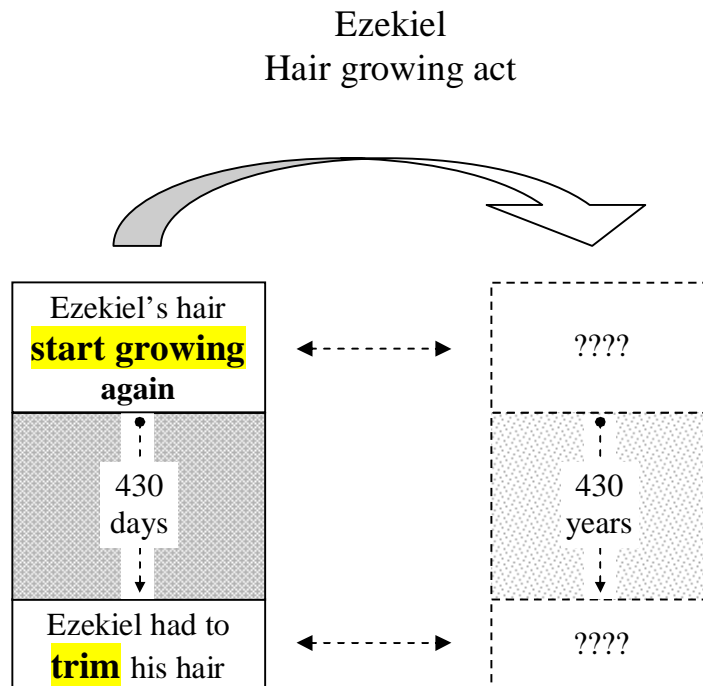 Ezekiel
Hair growing act
Ezekiel’s hair
start growing
again
????
430
days
430
years
Ezekiel had to
trim his hair
????